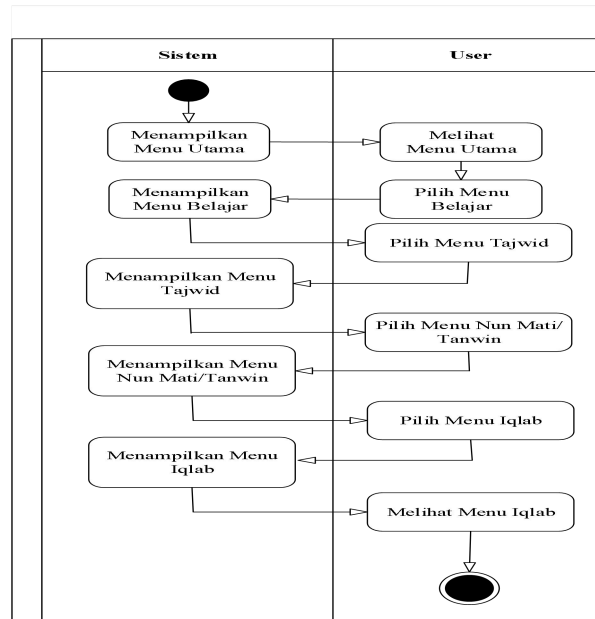 Sistem
User
Menampilkan
Menu Utama
Melihat
Menu Utama
Pilih Menu
Belajar
Menampilkan
Menu Belajar
Pilih Menu Tajwid
Menampilkan Menu
Tajwid
Pilih Menu Nun Mati/
Tanwin
Menampilkan Menu
Nun Mati/Tanwin
Pilih Menu Iqlab
Menampilkan Menu
Iqlab
Melihat Menu Iqlab